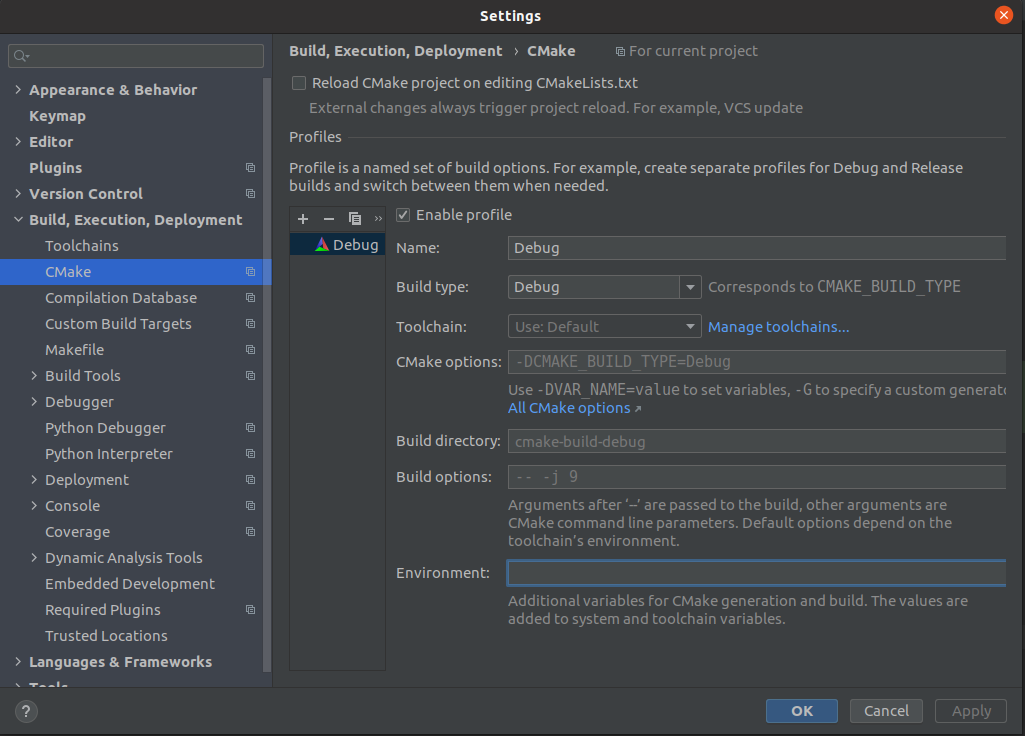 Settings
Build, Execution, Deployment › CMake For current project
Reload CMake project on editing CMakeLists.txt
External changes always trigger project reload. For example, VCS update
Appearance & Behavior
Keymap
Editor
Plugins
Version Control
Build, Execution, Deployment
Toolchains
CMake
Compilation Database
Custom Build Targets
Makefile
Build Tools
Debugger
Python Debugger
Python Interpreter
Deployment
Console
Coverage
Dynamic Analysis Tools
Embedded Development
Required Plugins
Trusted Locations
Languages & Frameworks
Tools
Profiles
Profile is a named set of build options. For example, create separate profiles for Debug and Release
builds and switch between them when needed.
Enable profile
Debug
Name: Debug
Build type: Debug Corresponds to CMAKE_BUILD_TYPE
Toolchain: Use: Default Manage toolchains...
CMake options: -DCMAKE_BUILD_TYPE=Debug
Use -DVAR_NAME=value to set variables, -G to specify a custom generato
All CMake options ↗
Build directory: cmake-build-debug
Build options: -- -j 9
Arguments after ‘—’ are passed to the build, other arguments are
CMake command line parameters. Default options depend on the
toolchain’s environment.
Environment:
Additional variables for CMake generation and build. The values are
added to system and toolchain variables.
?
OK Cancel Apply